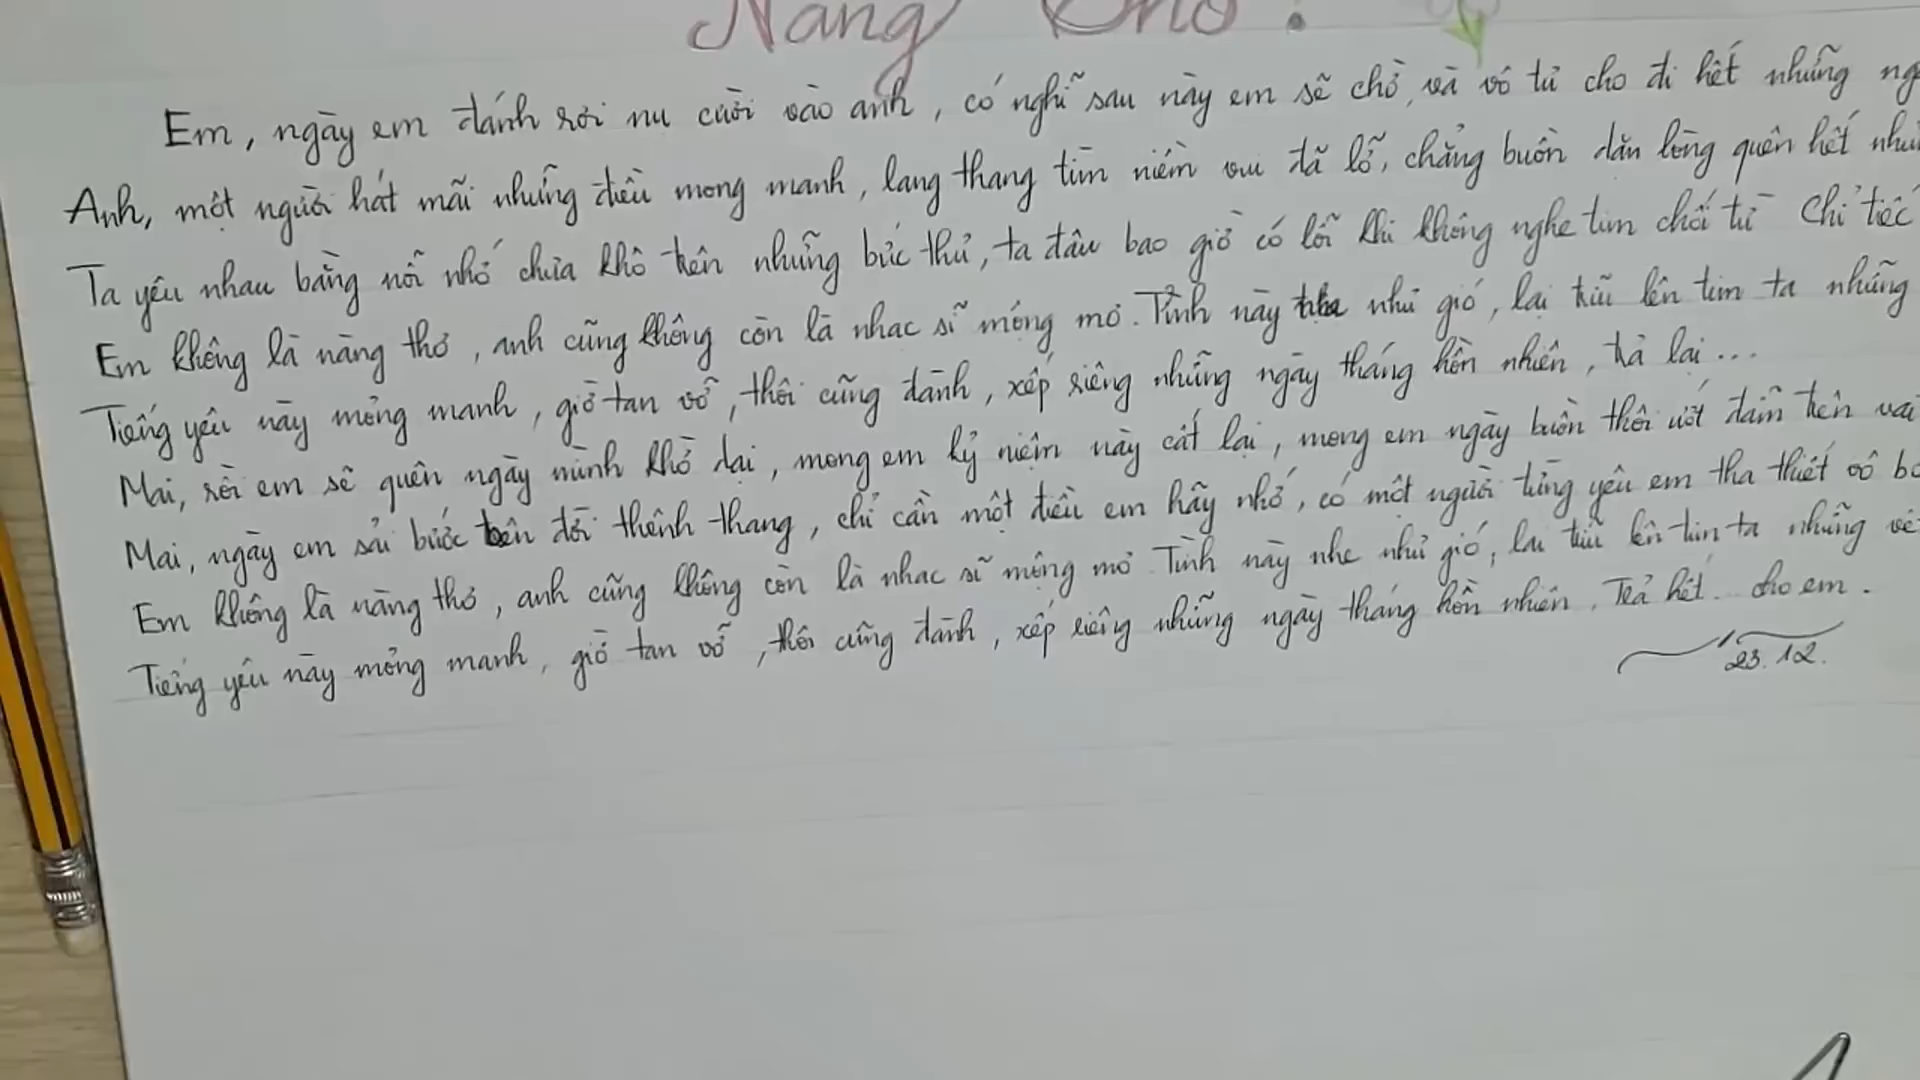 Nàng thơ!
Em, ngày em đánh rơi nụ cười vào anh, có nghĩ sau này em sẽ chờ, và vô tư cho đi hết những
Anh, một người hát mãi những điều mong manh, lang thang tìm niềm vui đã lỡ, chẳng buồn dặn lòng quên hết
Ta yêu nhau bằng nỗi nhớ chưa khô trên những bức thư, ta đâu bao giờ có lỗi khi không nghe tim chối từ Chỉ tiếc
Em không là nàng thơ, anh cũng không còn là nhạc sĩ mộng mơ. Tình này như gió, lại trĩu lên tim ta những
Tiếng yêu này mỏng manh, giờ tan vỡ, thôi cũng đành, xếp riêng những ngày tháng hồn nhiên, trả lại...
Mai, rồi em sẽ quên ngày mình khờ dại, mong em kỷ niệm này cất lại, mong em ngày buồn thôi ướt đẫm trên vai
Mai, ngày em sải bước bên đời thênh thang, chỉ cần một điều em hãy nhớ, có một người từng yêu em tha thiết vô
Em không là nàng thơ, anh cũng không còn là nhạc sĩ mộng mơ Tình này nhẹ như gió, lại trĩu lên tim ta những
Tiếng yêu này mỏng manh, giờ tan vỡ, thôi cũng đành, xếp riêng những ngày tháng hồn nhiên, Trả hết.. cho em.
23.12.